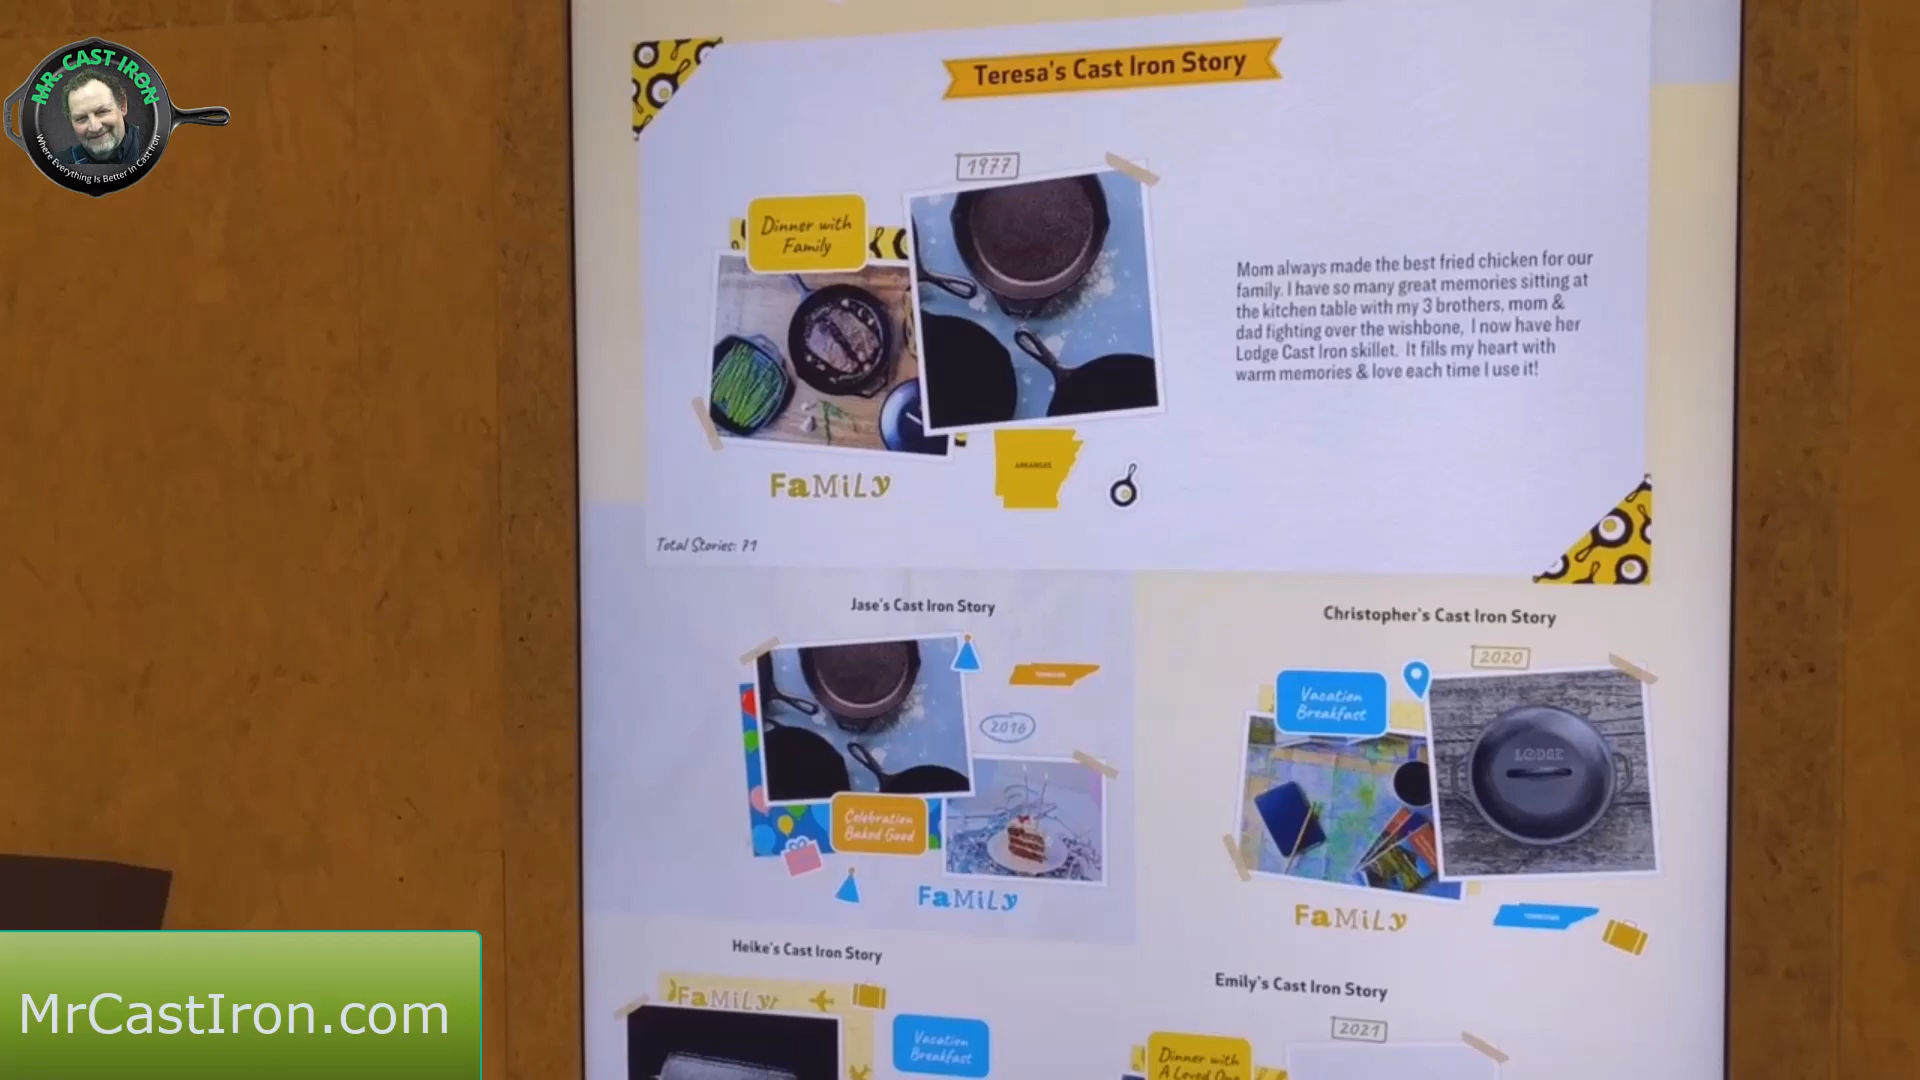 MR. CAST IRON
Where Everything Is Better In Cast Iron
Teresa's Cast Iron Story
1977
Dinner with
Family
Mom always made the best fried chicken for our
family. I have so many great memories sitting at
the kitchen table with my 3 brothers, mom &
dad fighting over the wishbone, I now have her
Lodge Cast Iron skillet. It fills my heart with
warm memories & love each time I use it!
FaMiLy
ARKANSAS
Total Stories: 71
Jase's Cast Iron Story
TENNESSEE
2016
Celebration
Baked Good
FaMiLy
Christopher's Cast Iron Story
2020
Vacation
Breakfast
LODGE
FaMiLy
TENNESSEE
Heike's Cast Iron Story
FaMiLy
Vacation
Breakfast
Emily's Cast Iron Story
2021
Dinner with
A Loved One
MrCastIron.com